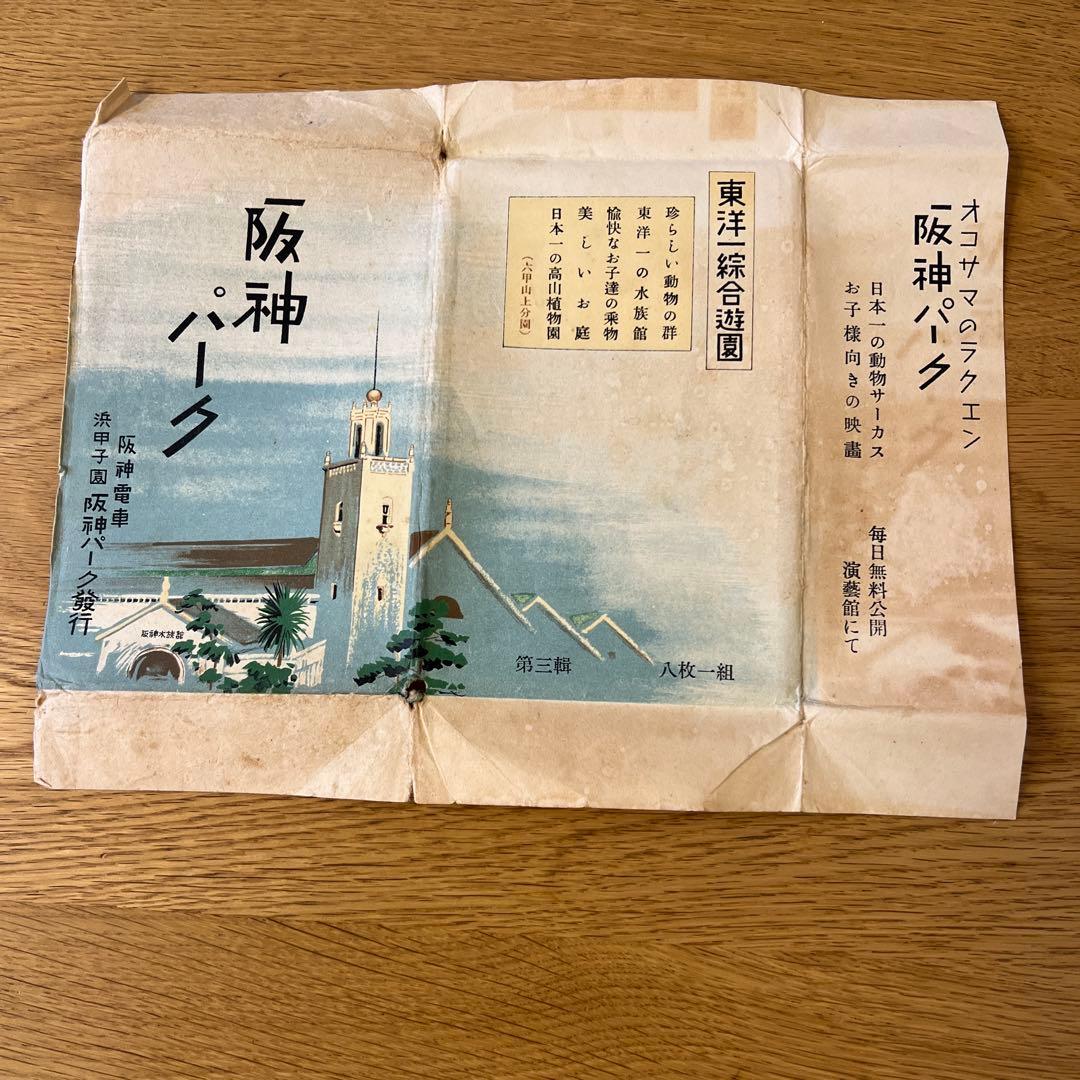 オコサマのラクエン
阪神パーク
日本一の動物サーカス
お子様向きの映畫
毎日無料公開
演藝館にて
東洋一綜合遊園
珍らしい動物の群
東洋一の水族館
愉快なお子達の乗物
美しいお庭
日本一の高山植物園
(六甲山上分園)
第三輯
八枚一組
阪神
パーク
阪神電車
浜甲子園
阪神パーク發行
阪神水族館